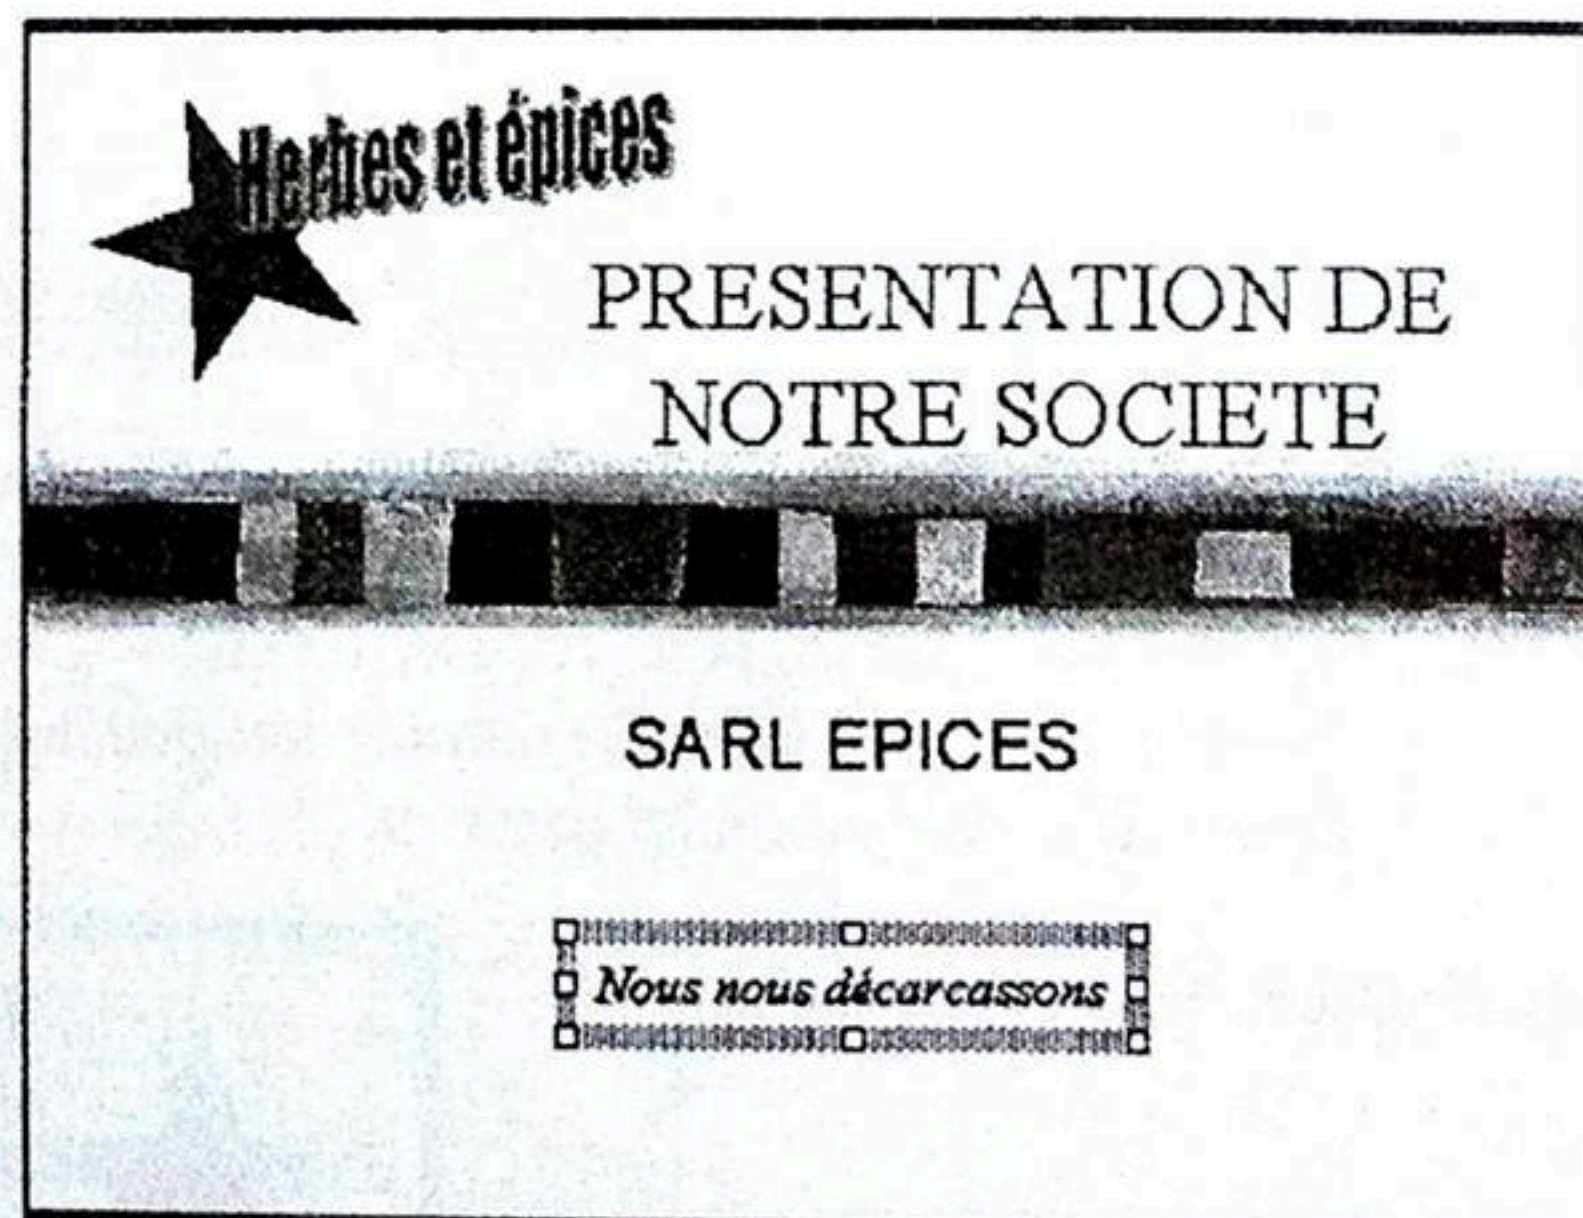 Herbes et épices
PRESENTATION DE
NOTRE SOCIETE
SARL EPICES
Nous nous décarcassons